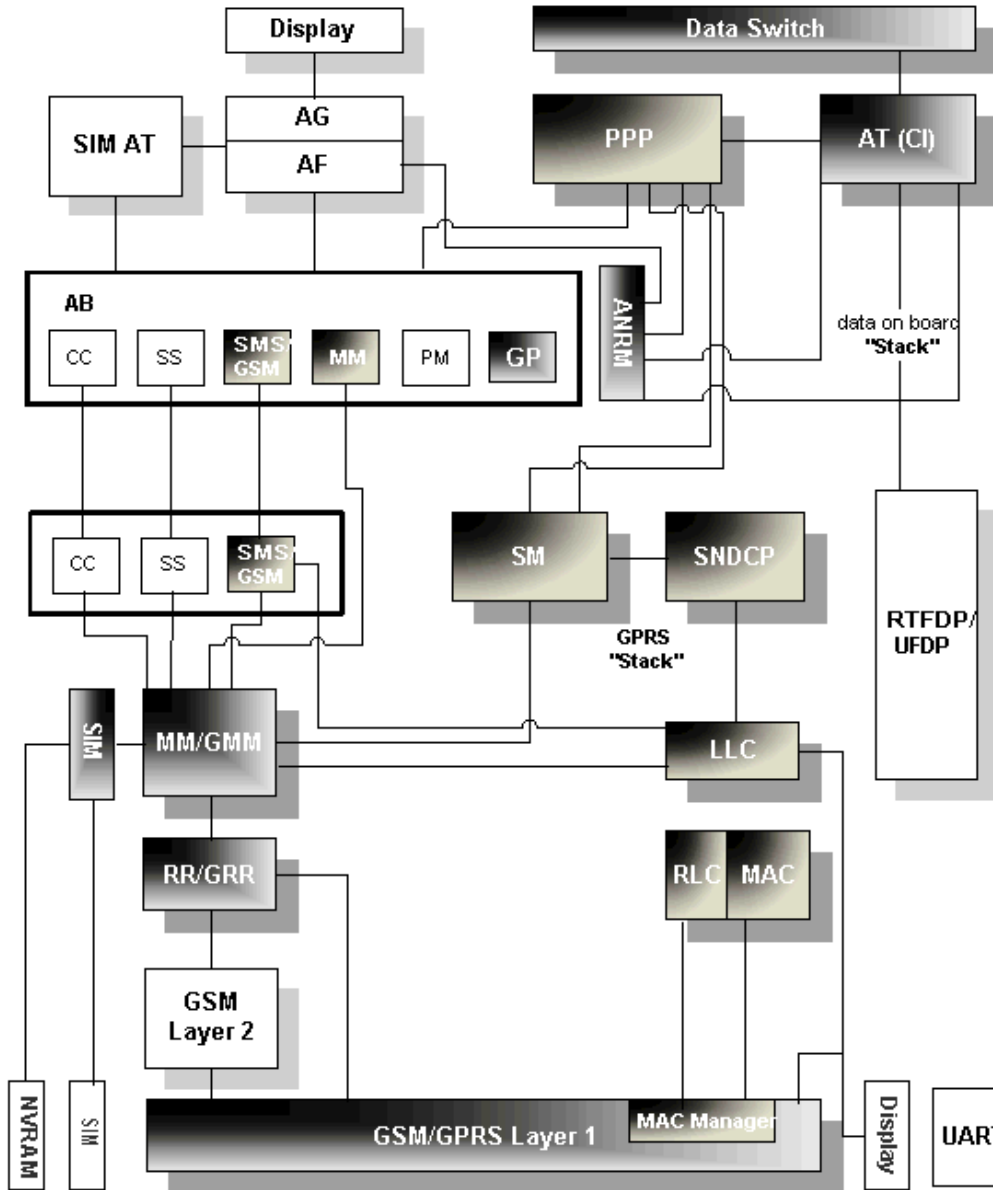 Display
Data Switch
SIM AT
AG
AF
PPP
AT (CI)
AB
CC
SS
SMS/
GSM
MM
PM
GP
ANRM
data on board
"Stack"
CC
SS
SMS/
GSM
SM
SNDCP
GPRS
"Stack"
RTFDP/
UFDP
SIM
MM/GMM
LLC
RR/GRR
RLC
MAC
GSM
Layer 2
NVRAM
SIM
GSM/GPRS Layer 1
MAC Manager
Display
UART